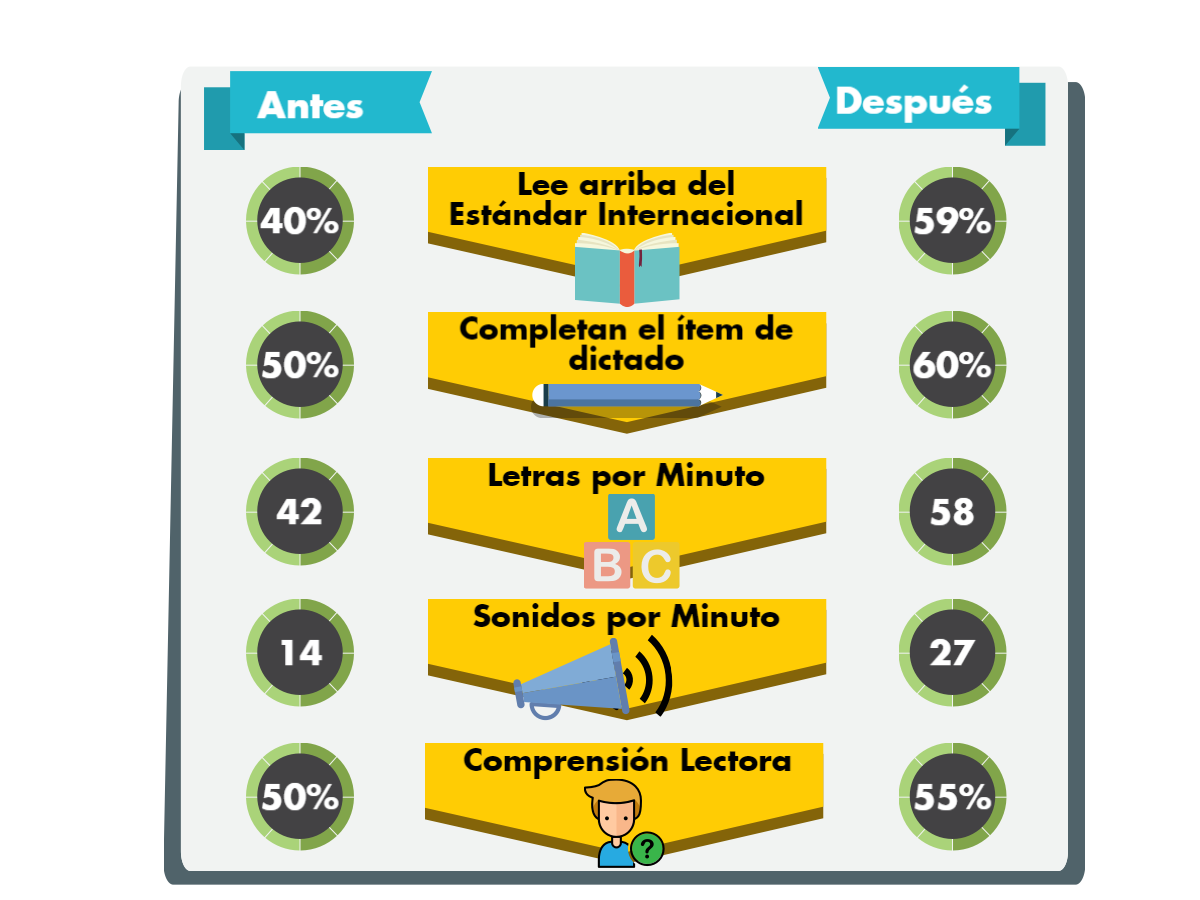 Antes
Después
40%
Lee arriba del
Estándar Internacional
59%
50%
Completan el ítem de
dictado
60%
42
Letras por Minuto
A
B C
58
14
Sonidos por Minuto
27
50%
Comprensión Lectora
?
55%